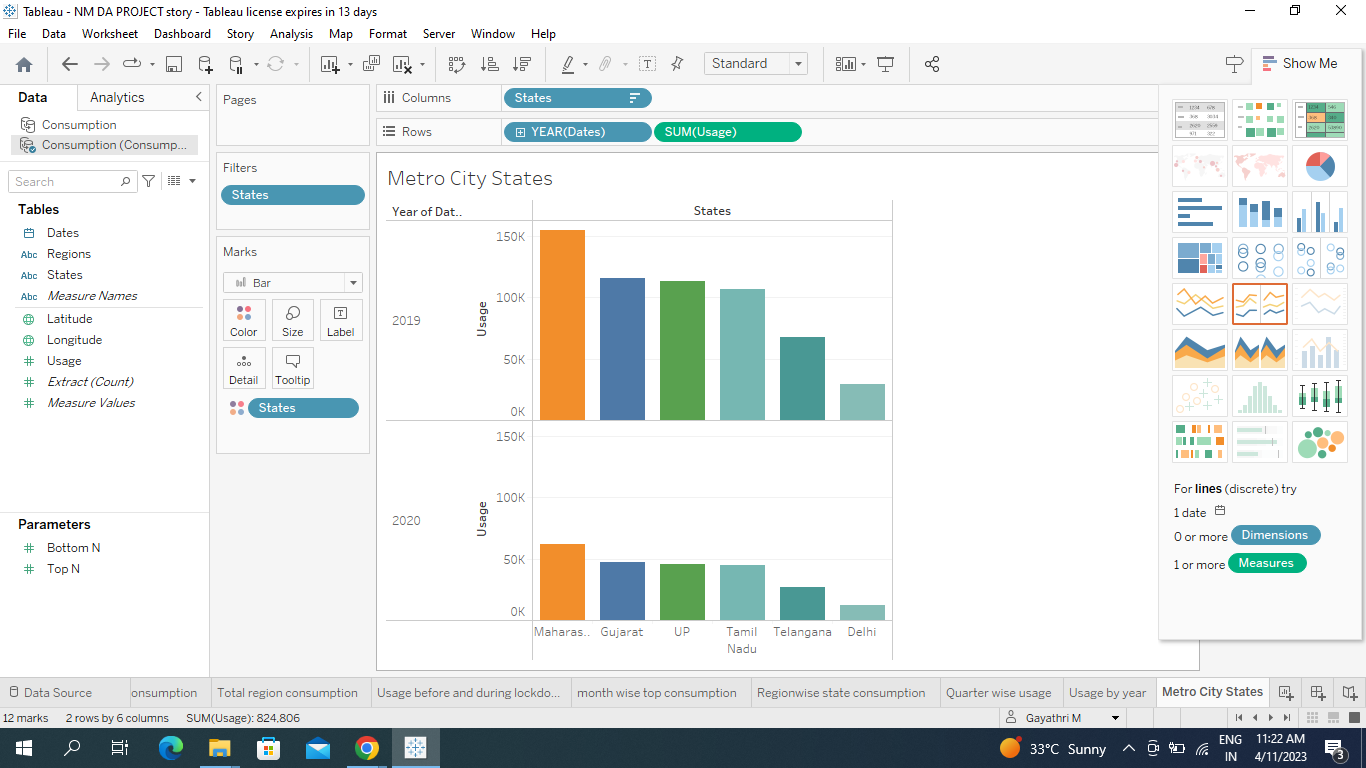 Tableau - NM DA PROJECT story - Tableau license expires in 13 days
File Data Worksheet Dashboard Story Analysis Map Format Server Window Help
Standard
Show Me
Data Analytics
Consumption
Consumption (Consump...
Search
Tables
Dates
Abc Regions
Abc States
Abc Measure Names
Latitude
Longitude
Usage
Extract (Count)
Measure Values
Parameters
Bottom N
Top N
Pages
Filters
States
Marks
Bar
Color Size Label
Detail Tooltip
States
Columns States
Rows YEAR(Dates) SUM(Usage)
Metro City States
Year of Dat.. States
2019 Usage 150K 100K 50K 0K
2020 Usage 150K 100K 50K 0K
Maharas.. Gujarat UP Tamil Nadu Telangana Delhi
For lines (discrete) try
1 date
0 or more Dimensions
1 or more Measures
Data Source onsumption Total region consumption Usage before and during lockdo... month wise top consumption Regionwise state consumption Quarter wise usage Usage by year Metro City States
12 marks 2 rows by 6 columns SUM(Usage): 824,806 Gayathri M
33°C Sunny ENG IN 11:22 AM 4/11/2023 3